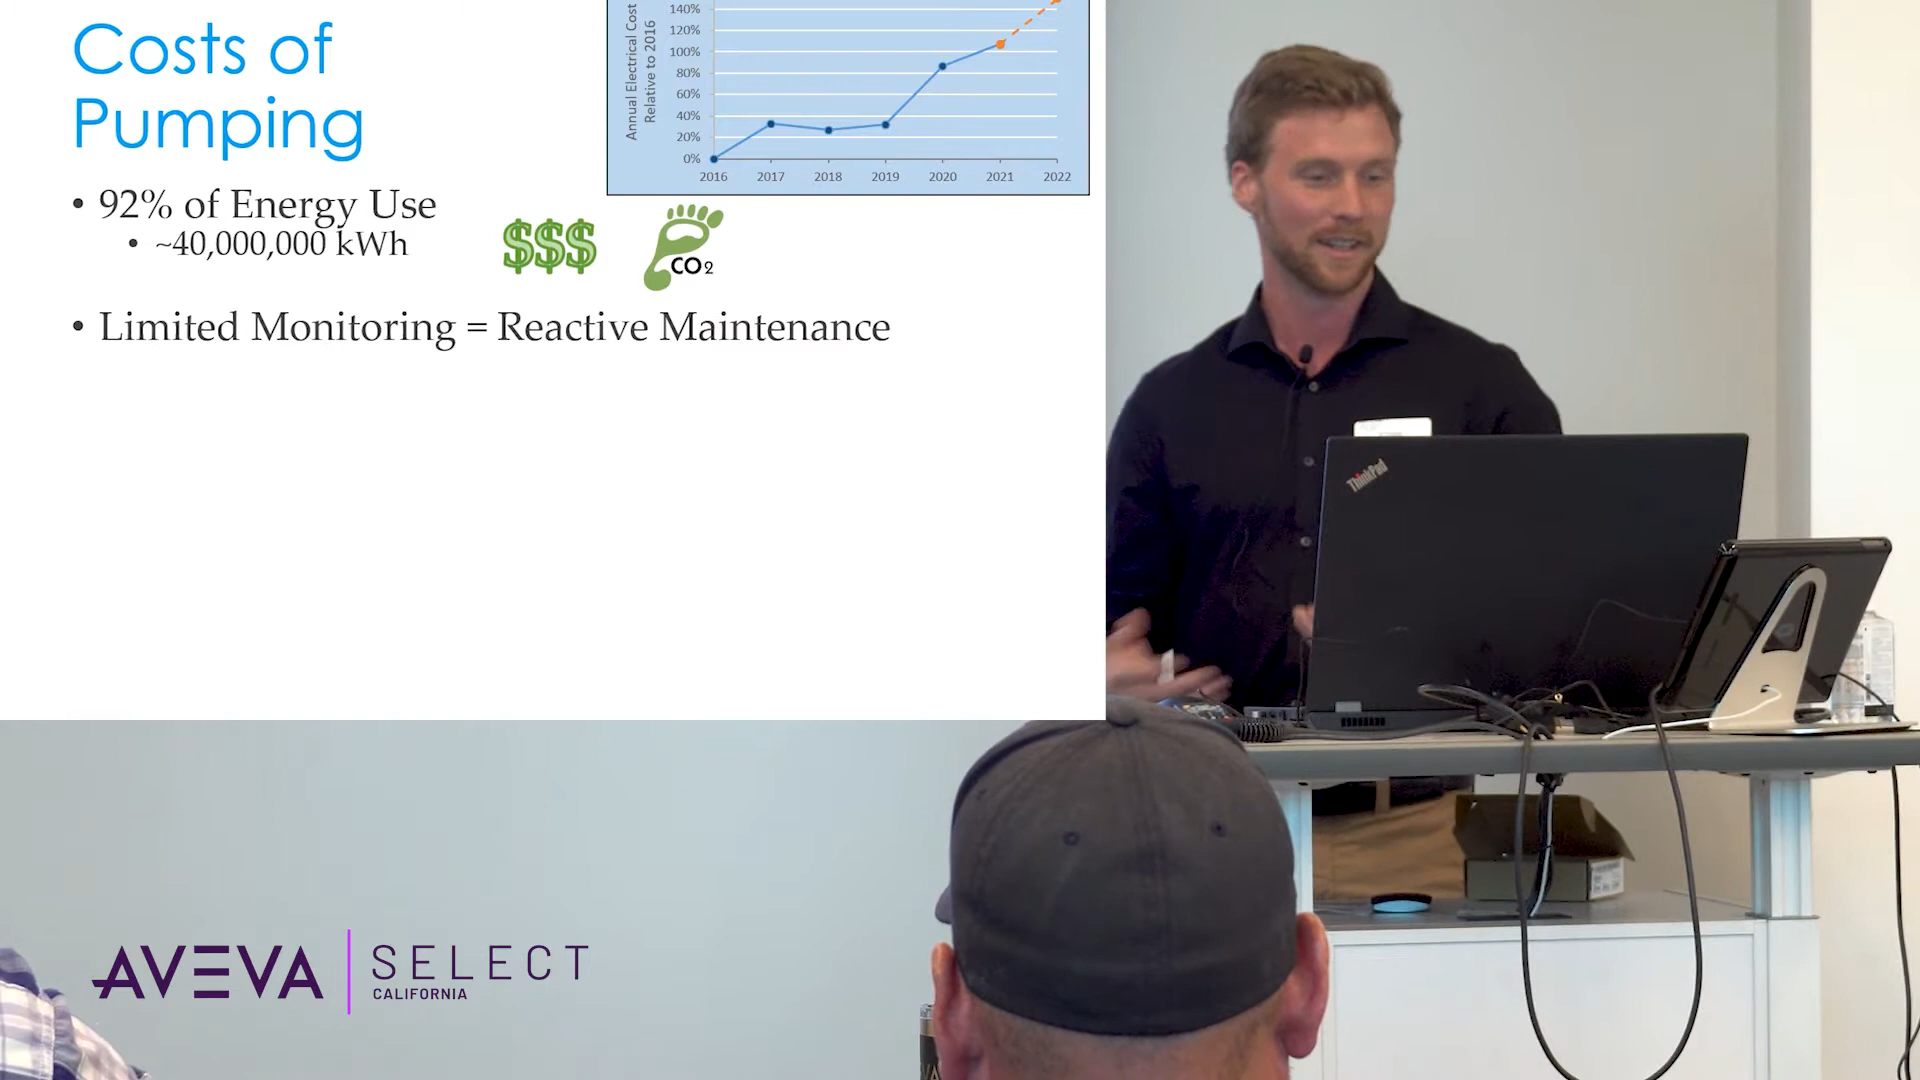 Costs of
Pumping
• 92% of Energy Use
• ~40,000,000 kWh
$$$
CO2
• Limited Monitoring = Reactive Maintenance
Annual Electrical Cost
Relative to 2016
140%
120%
100%
80%
60%
40%
20%
0%
2016 2017 2018 2019 2020 2021 2022
ThinkPad
AVEVA SELECT
CALIFORNIA